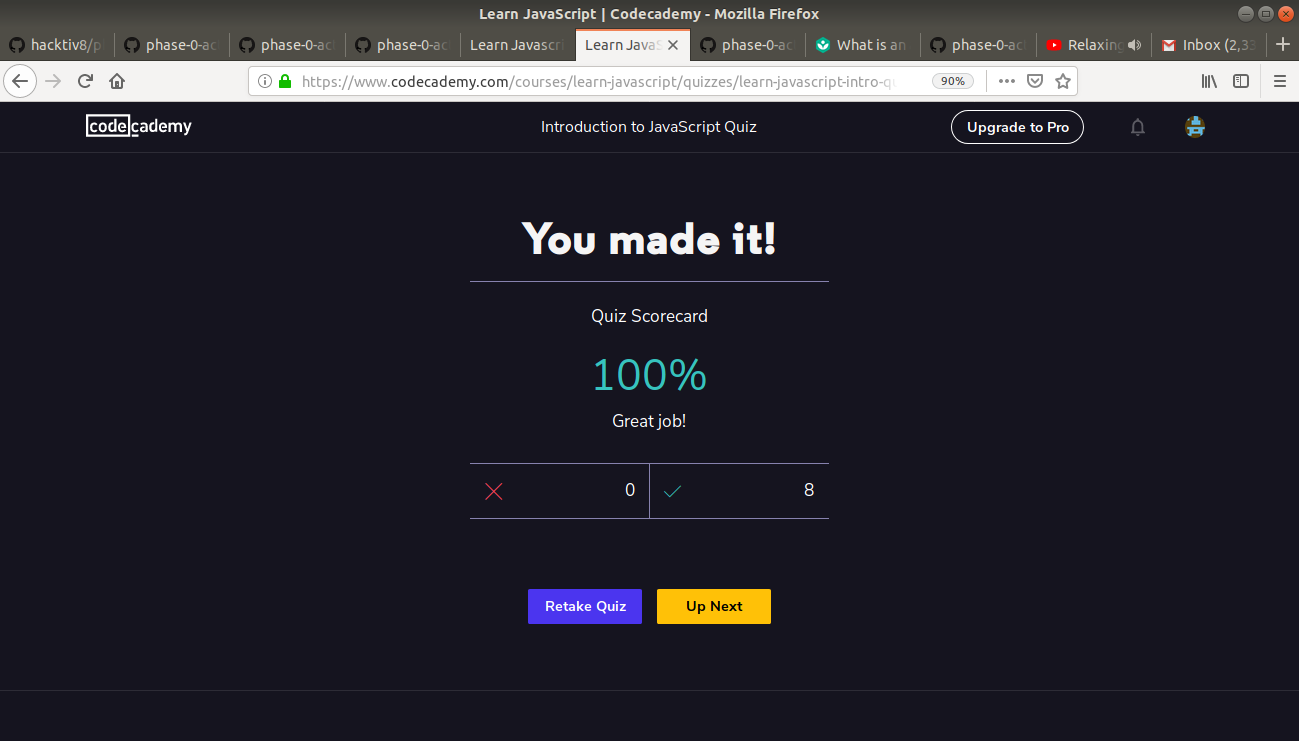 Learn JavaScript | Codecademy - Mozilla Firefox
hacktiv8/p phase-0-ac phase-0-ac phase-0-ac Learn Javascri Learn JavaS phase-0-ac What is an phase-0-ac Relaxing Inbox (2,33
https://www.codecademy.com/courses/learn-javascript/quizzes/learn-javascript-intro-q 90%
codecademy Introduction to JavaScript Quiz Upgrade to Pro
You made it!
Quiz Scorecard
100%
Great job!
0 8
Retake Quiz Up Next